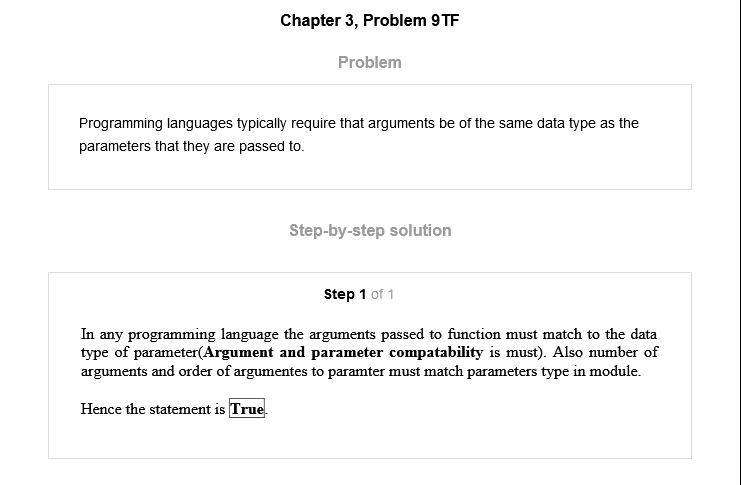 Chapter 3, Problem 9TF
Problem
Programming languages typically require that arguments be of the same data type as the
parameters that they are passed to.
Step-by-step solution
Step 1 of 1
In any programming language the arguments passed to function must match to the data
type of parameter(Argument and parameter compatability is must). Also number of
arguments and order of argumentes to paramter must match parameters type in module.
Hence the statement is True.